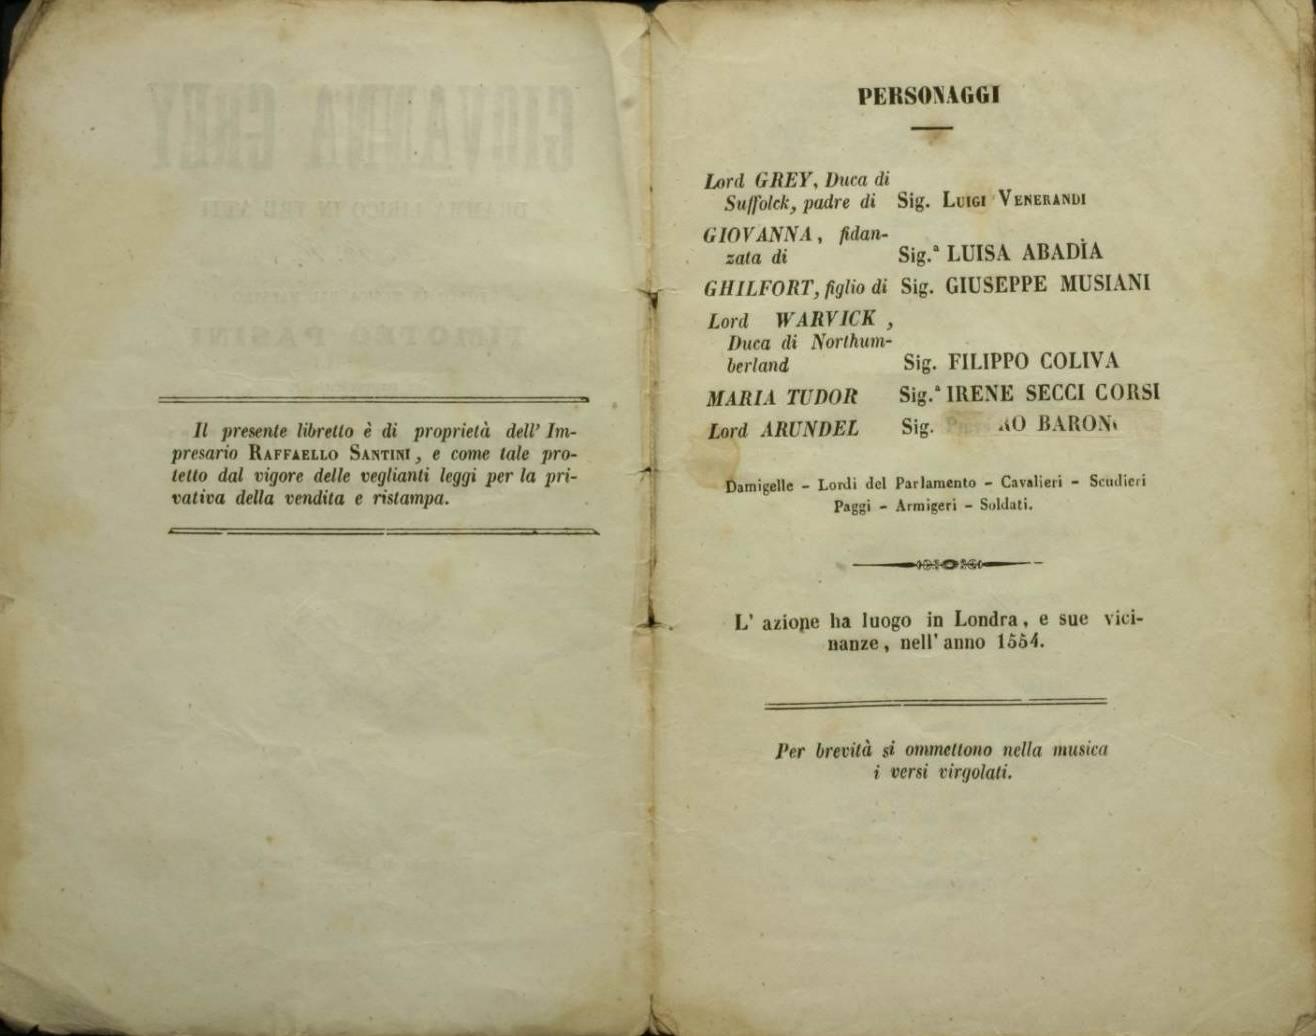 Il presente libretto è di proprietà dell' Im-
presario RAFFAELLO SANTINI, e come tale pro-
tetto dal vigore delle veglianti leggi per la pri-
vativa della vendita e ristampa.
PERSONAGGI
Lord GREY, Duca di
Suffolck, padre di Sig. LUIGI VENERANDI
GIOVANNA, fidan-
zata di Sig.ª LUISA ABADÌA
GHILFORT, figlio di Sig. GIUSEPPE MUSIANI
Lord WARVICK,
Duca di Northum-
berland Sig. FILIPPO COLIVA
MARIA TUDOR Sig.ª IRENE SECCI CORSI
Lord ARUNDEL Sig.
Damigelle - Lordi del Parlamento - Cavalieri - Scudieri
Paggi - Armigeri - Soldati.
L' azione ha luogo in Londra, e sue vici-
nanze, nell' anno 1554.
Per brevità si ommettono nella musica
i versi virgolati.